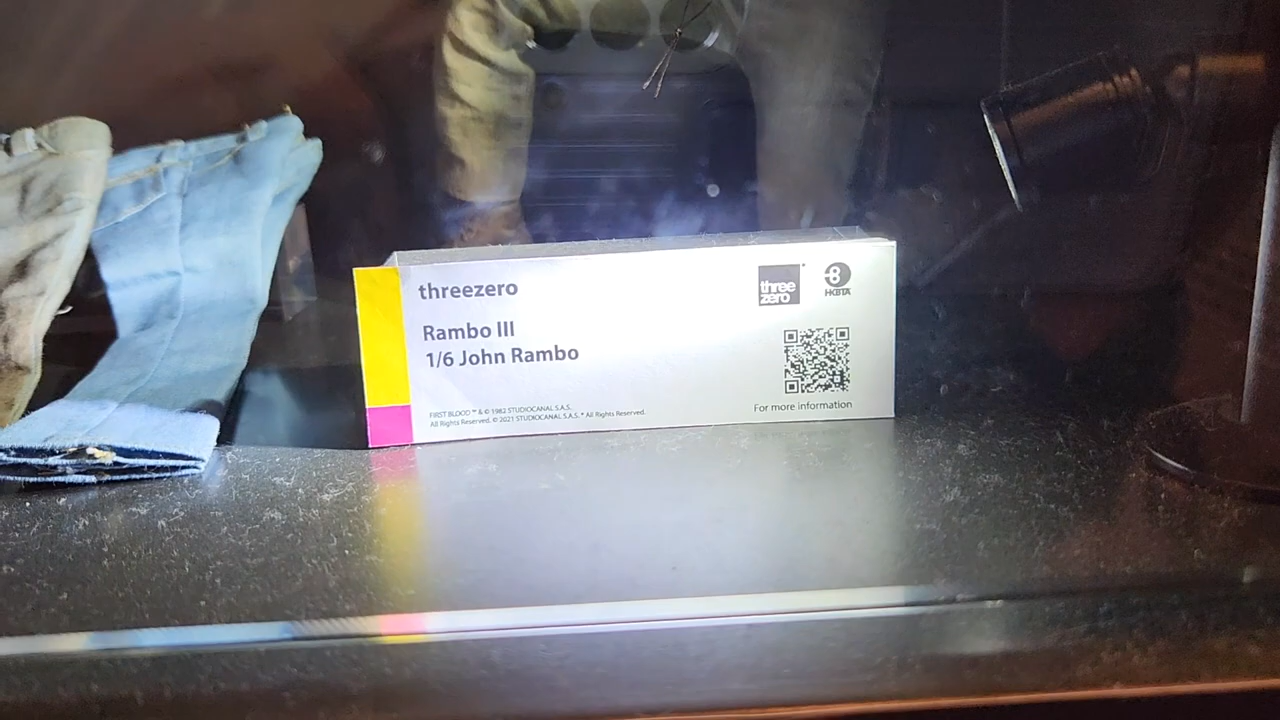 threezero
Rambo III
1/6 John Rambo
FIRST BLOOD ™ & © 1982 STUDIOCANAL S.A.S.
All Rights Reserved. © 2021 STUDIOCANAL S.A.S. ® All Rights Reserved.
three
zero
HKBTA
For more information